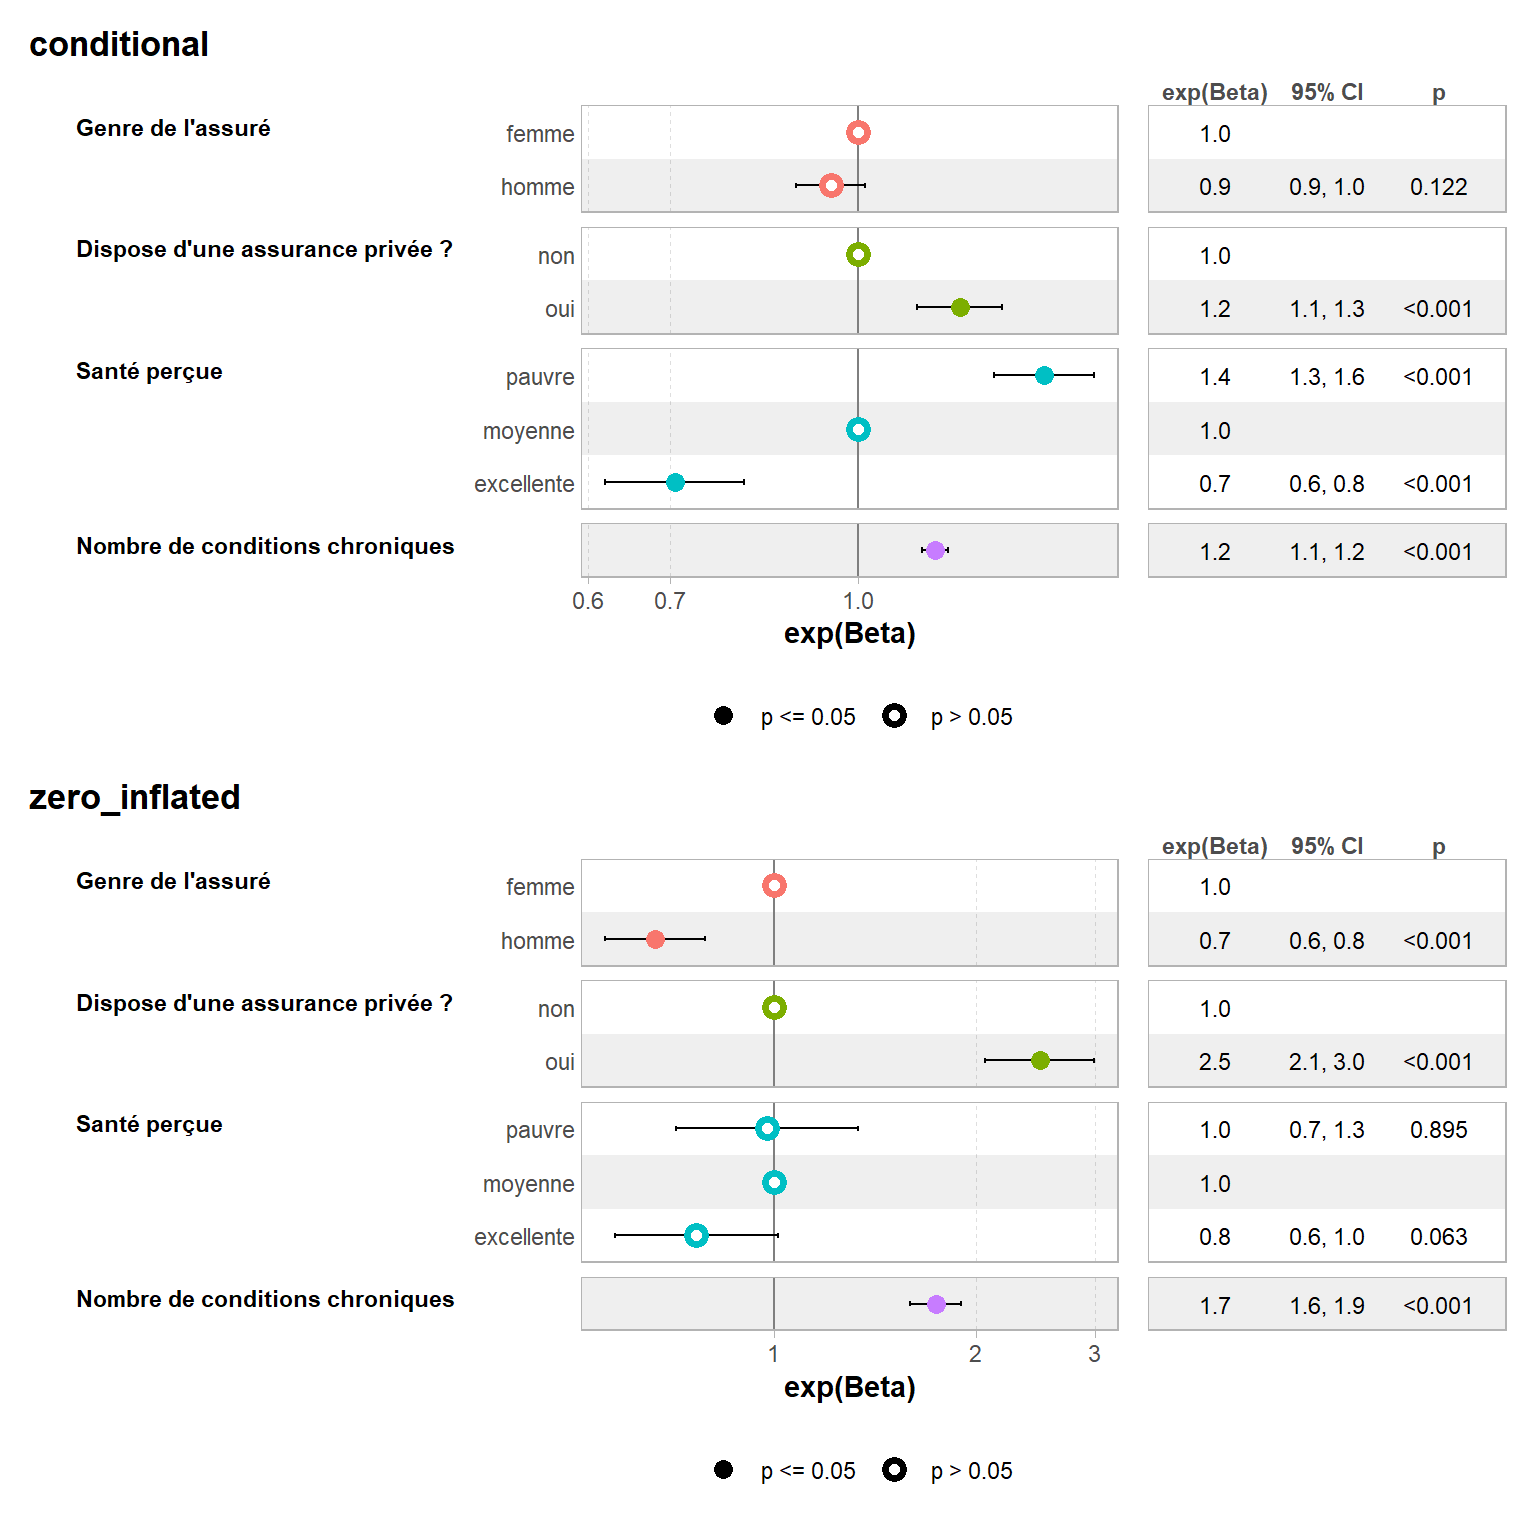 conditional
exp(Beta) 95% CI p
Genre de l'assuré femme 1.0
homme 0.9 0.9, 1.0 0.122
Dispose d'une assurance privée ? non 1.0
oui 1.2 1.1, 1.3 <0.001
Santé perçue pauvre 1.4 1.3, 1.6 <0.001
moyenne 1.0
excellente 0.7 0.6, 0.8 <0.001
Nombre de conditions chroniques 1.2 1.1, 1.2 <0.001
0.6 0.7 1.0
exp(Beta)
p <= 0.05 p > 0.05
zero_inflated
exp(Beta) 95% CI p
Genre de l'assuré femme 1.0
homme 0.7 0.6, 0.8 <0.001
Dispose d'une assurance privée ? non 1.0
oui 2.5 2.1, 3.0 <0.001
Santé perçue pauvre 1.0 0.7, 1.3 0.895
moyenne 1.0
excellente 0.8 0.6, 1.0 0.063
Nombre de conditions chroniques 1.7 1.6, 1.9 <0.001
1 2 3
exp(Beta)
p <= 0.05 p > 0.05